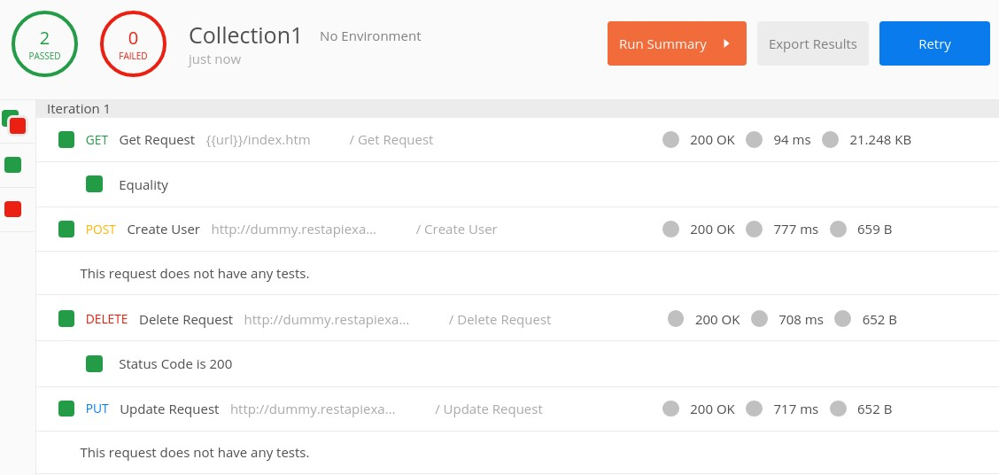 2
PASSED
0
FAILED
Collection1 No Environment
just now
Run Summary
Export Results
Retry
Iteration 1
GET Get Request {{url}}/index.htm / Get Request 200 OK 94 ms 21.248 KB
Equality
POST Create User http://dummy.restapiexa... / Create User 200 OK 777 ms 659 B
This request does not have any tests.
DELETE Delete Request http://dummy.restapiexa... / Delete Request 200 OK 708 ms 652 B
Status Code is 200
PUT Update Request http://dummy.restapiexa... / Update Request 200 OK 717 ms 652 B
This request does not have any tests.